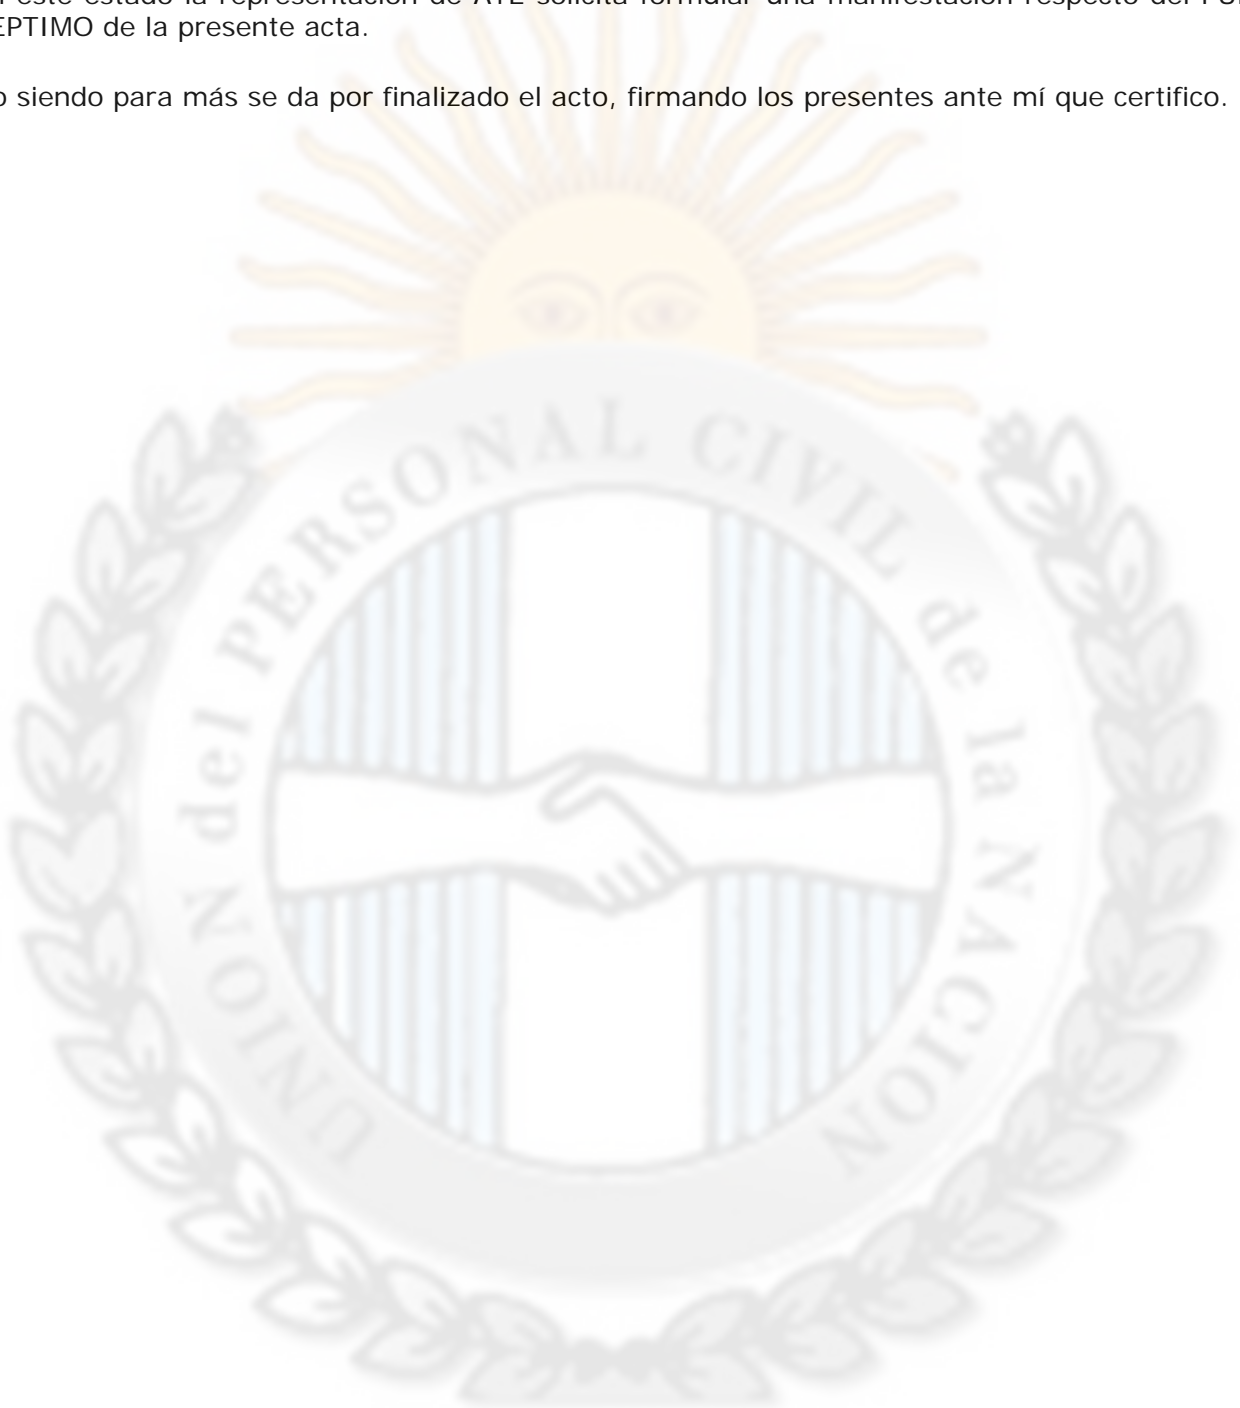 este estado la representación de ATE solicita formular una manifestación respecto del
EPTIMO de la presente acta.
o siendo para más se da por finalizado el acto, firmando los presentes ante mí que certifico.
UNION del PERSONAL CIVIL de la NACION